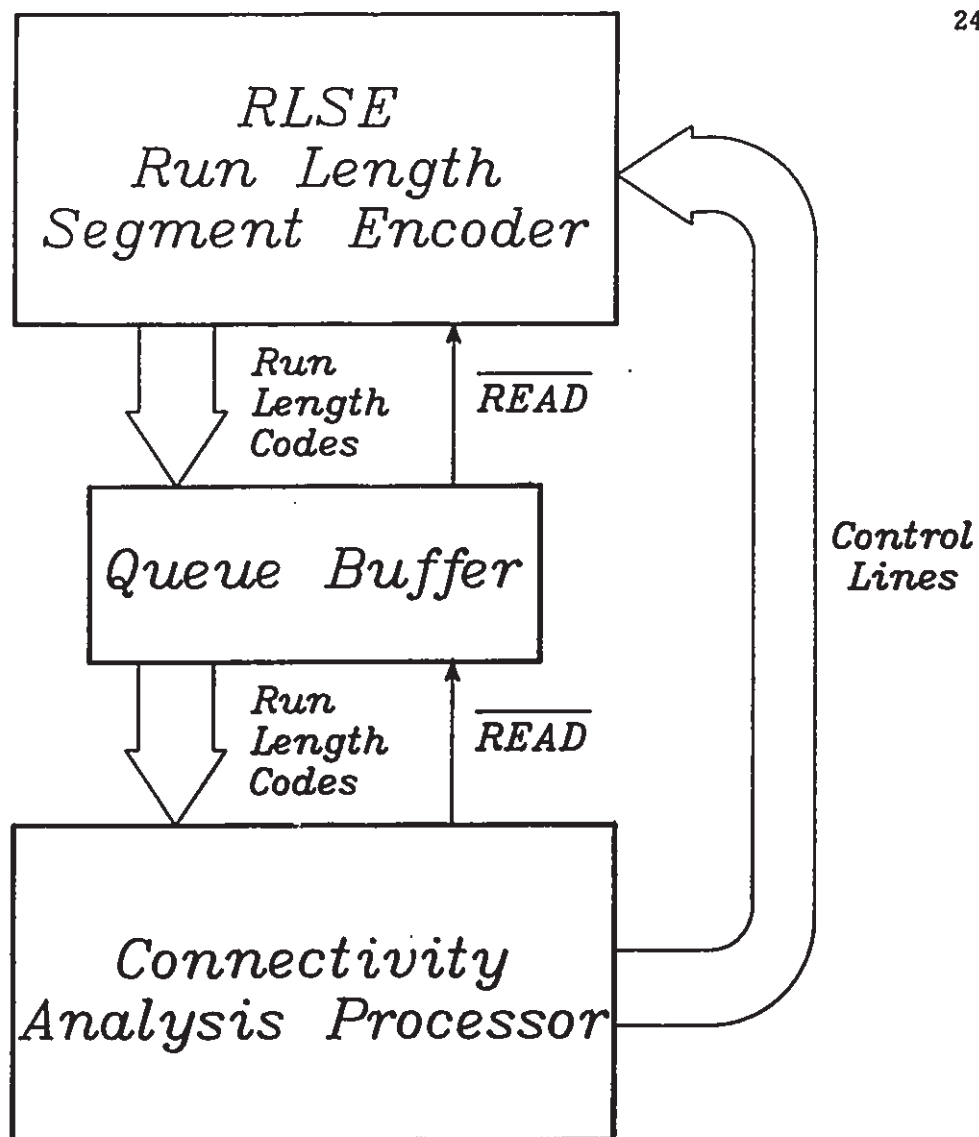 24
RLSE
Run Length
Segment Encoder
Run
Length
Codes
READ
Queue Buffer
Control
Lines
Run
Length
Codes
READ
Connectivity
Analysis Processor